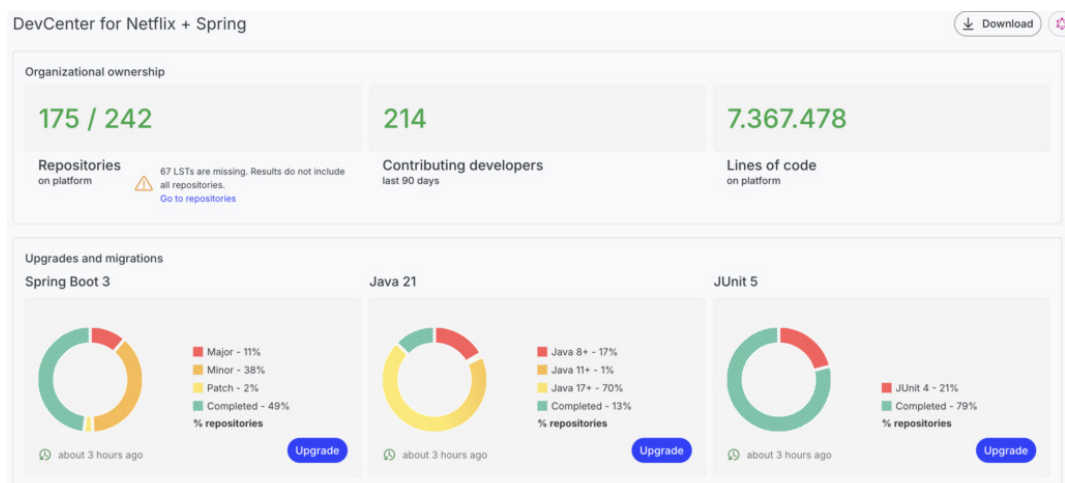 DevCenter for Netflix + Spring
Download
Organizational ownership
175 / 242
Repositories
on platform
67 LSTs are missing. Results do not include
all repositories.
Go to repositories
214
Contributing developers
last 90 days
7.367.478
Lines of code
on platform
Upgrades and migrations
Spring Boot 3
Major - 11%
Minor - 38%
Patch - 2%
Completed - 49%
% repositories
about 3 hours ago
Upgrade
Java 21
Java 8+ - 17%
Java 11+ - 1%
Java 17+ - 70%
Completed - 13%
% repositories
about 3 hours ago
Upgrade
JUnit 5
JUnit 4 - 21%
Completed - 79%
% repositories
about 3 hours ago
Upgrade